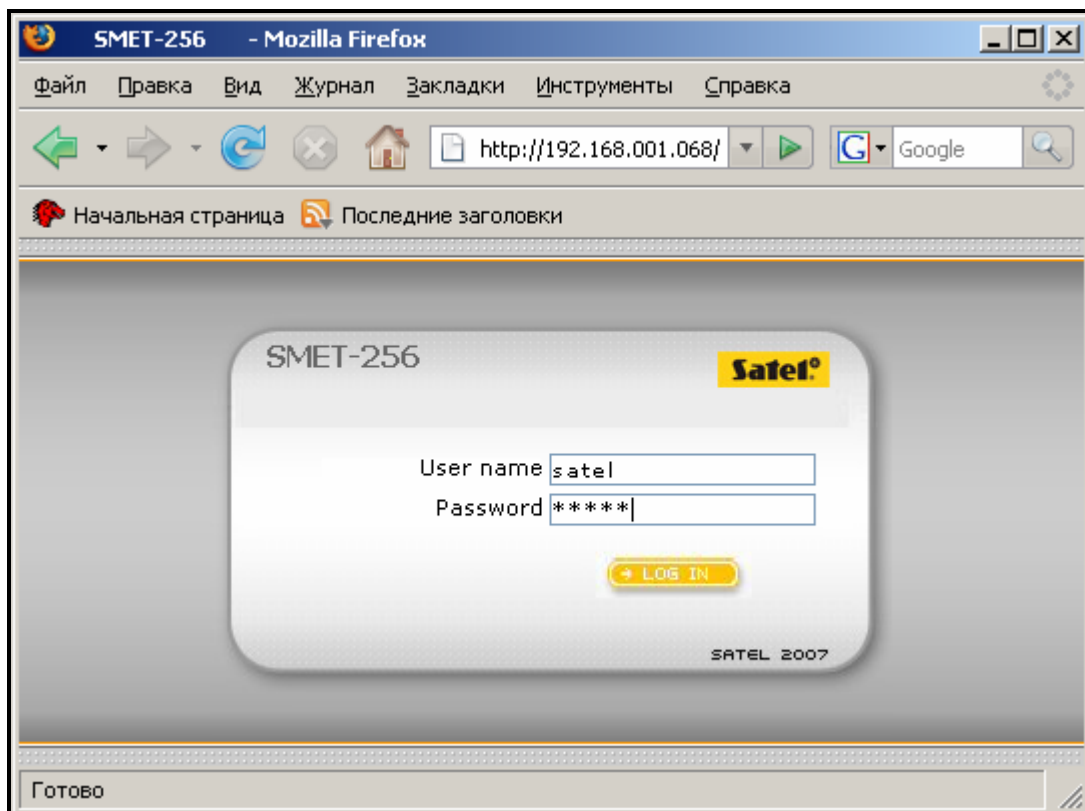 SMET-256 - Mozilla Firefox
Файл Правка Вид Журнал Закладки Инструменты Справка
http://192.168.001.068/ G Google
Начальная страница Последние заголовки
SMET-256
Satel®
User name satel
Password *****
LOG IN
SATEL 2007
Готово